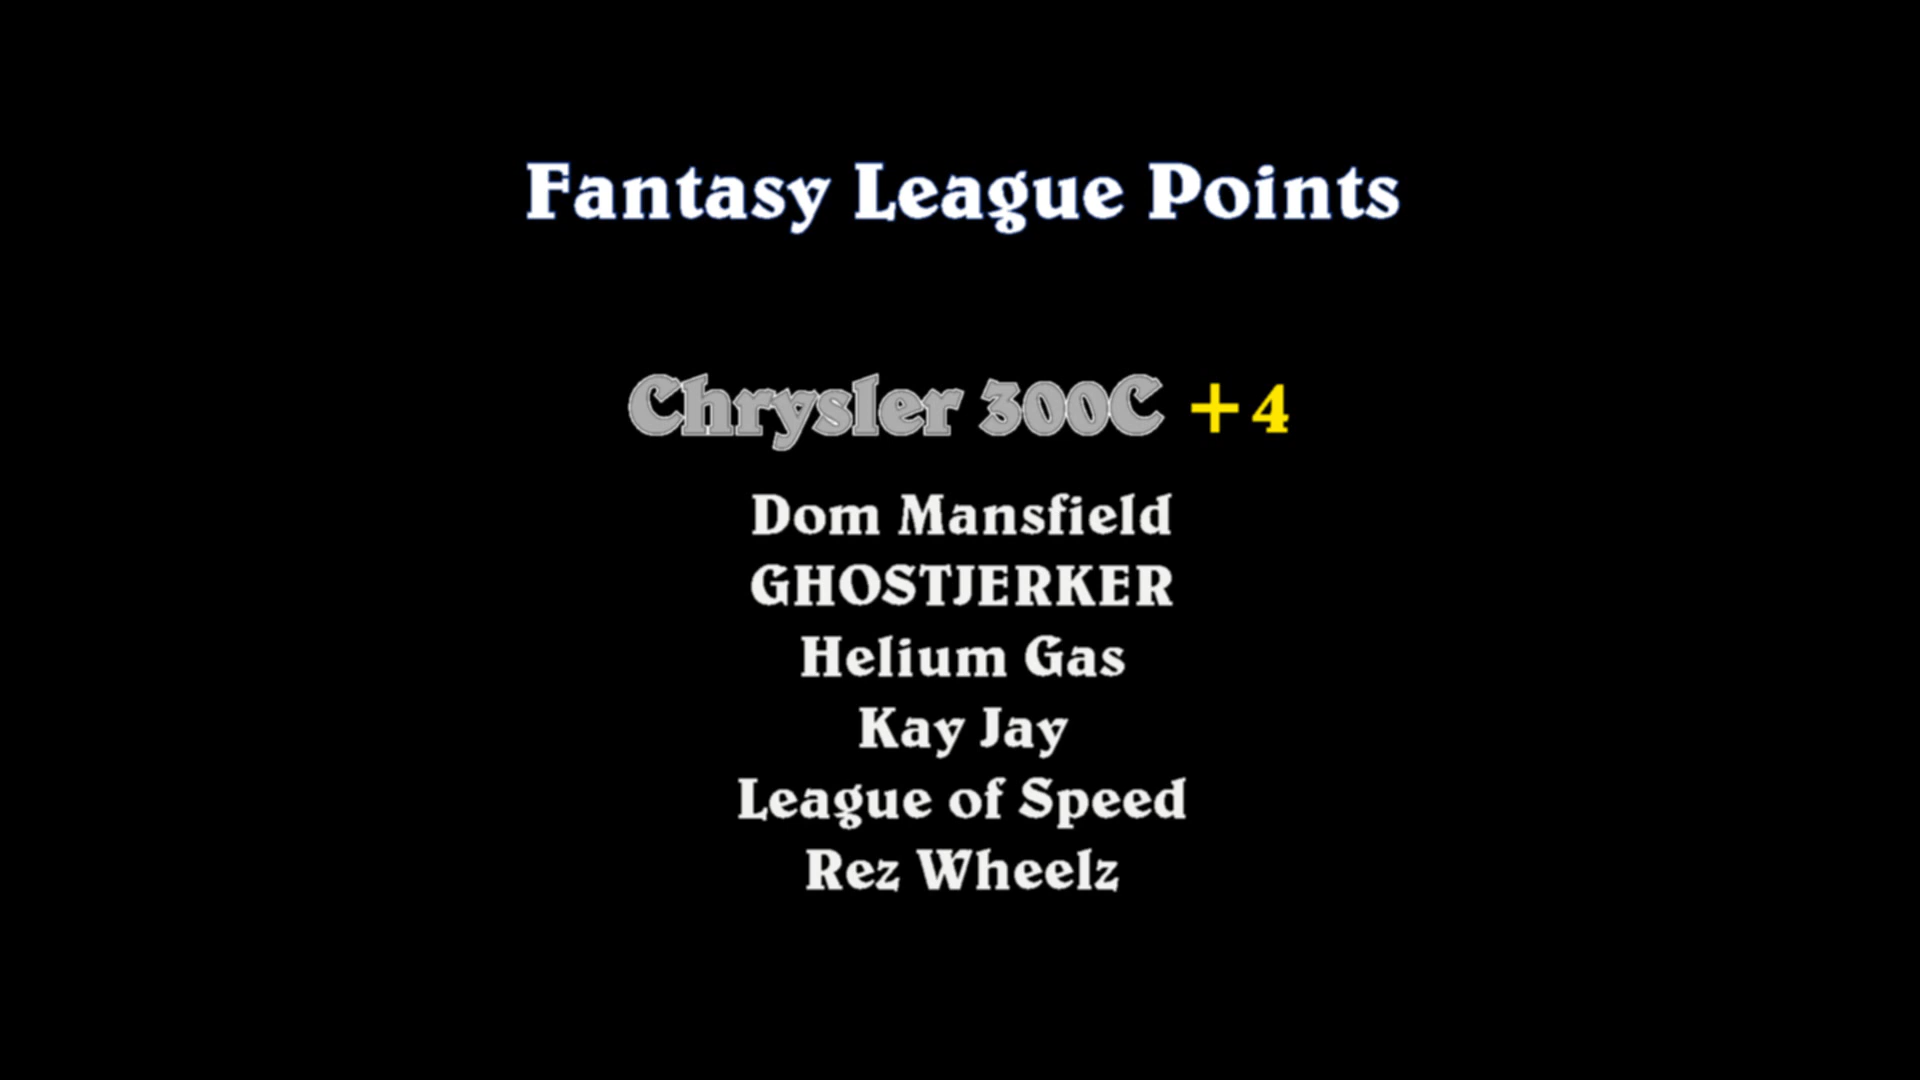 Fantasy League Points
Chrysler 300C +4
Dom Mansfield
GHOSTJERKER
Helium Gas
Kay Jay
League of Speed
Rez Wheelz